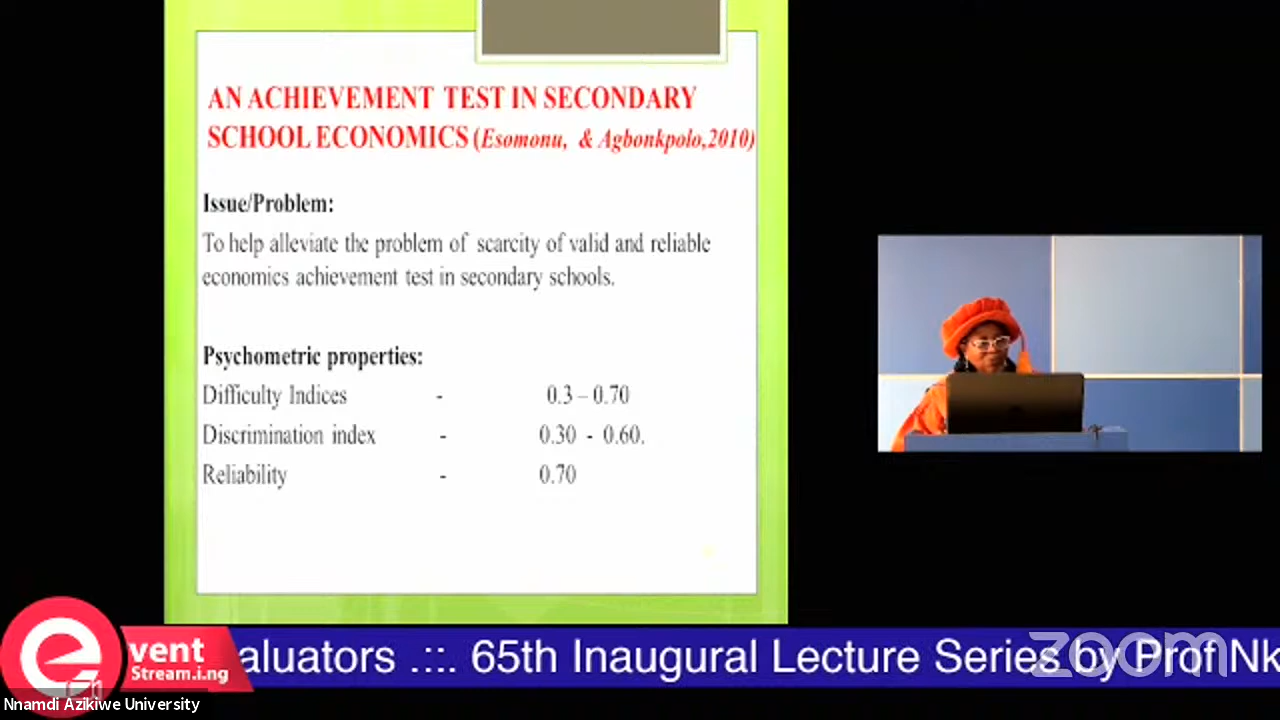 AN ACHIEVEMENT TEST IN SECONDARY
SCHOOL ECONOMICS (Esomonu, & Agbonkpolo,2010)
Issue/Problem:
To help alleviate the problem of scarcity of valid and reliable
economics achievement test in secondary schools.
Psychometric properties:
Difficulty Indices - 0.3 – 0.70
Discrimination index - 0.30 - 0.60.
Reliability - 0.70
event
Stream.i.ng
aluators .::. 65th Inaugural Lecture Series by Prof Nk
zoom
Nnamdi Azikiwe University